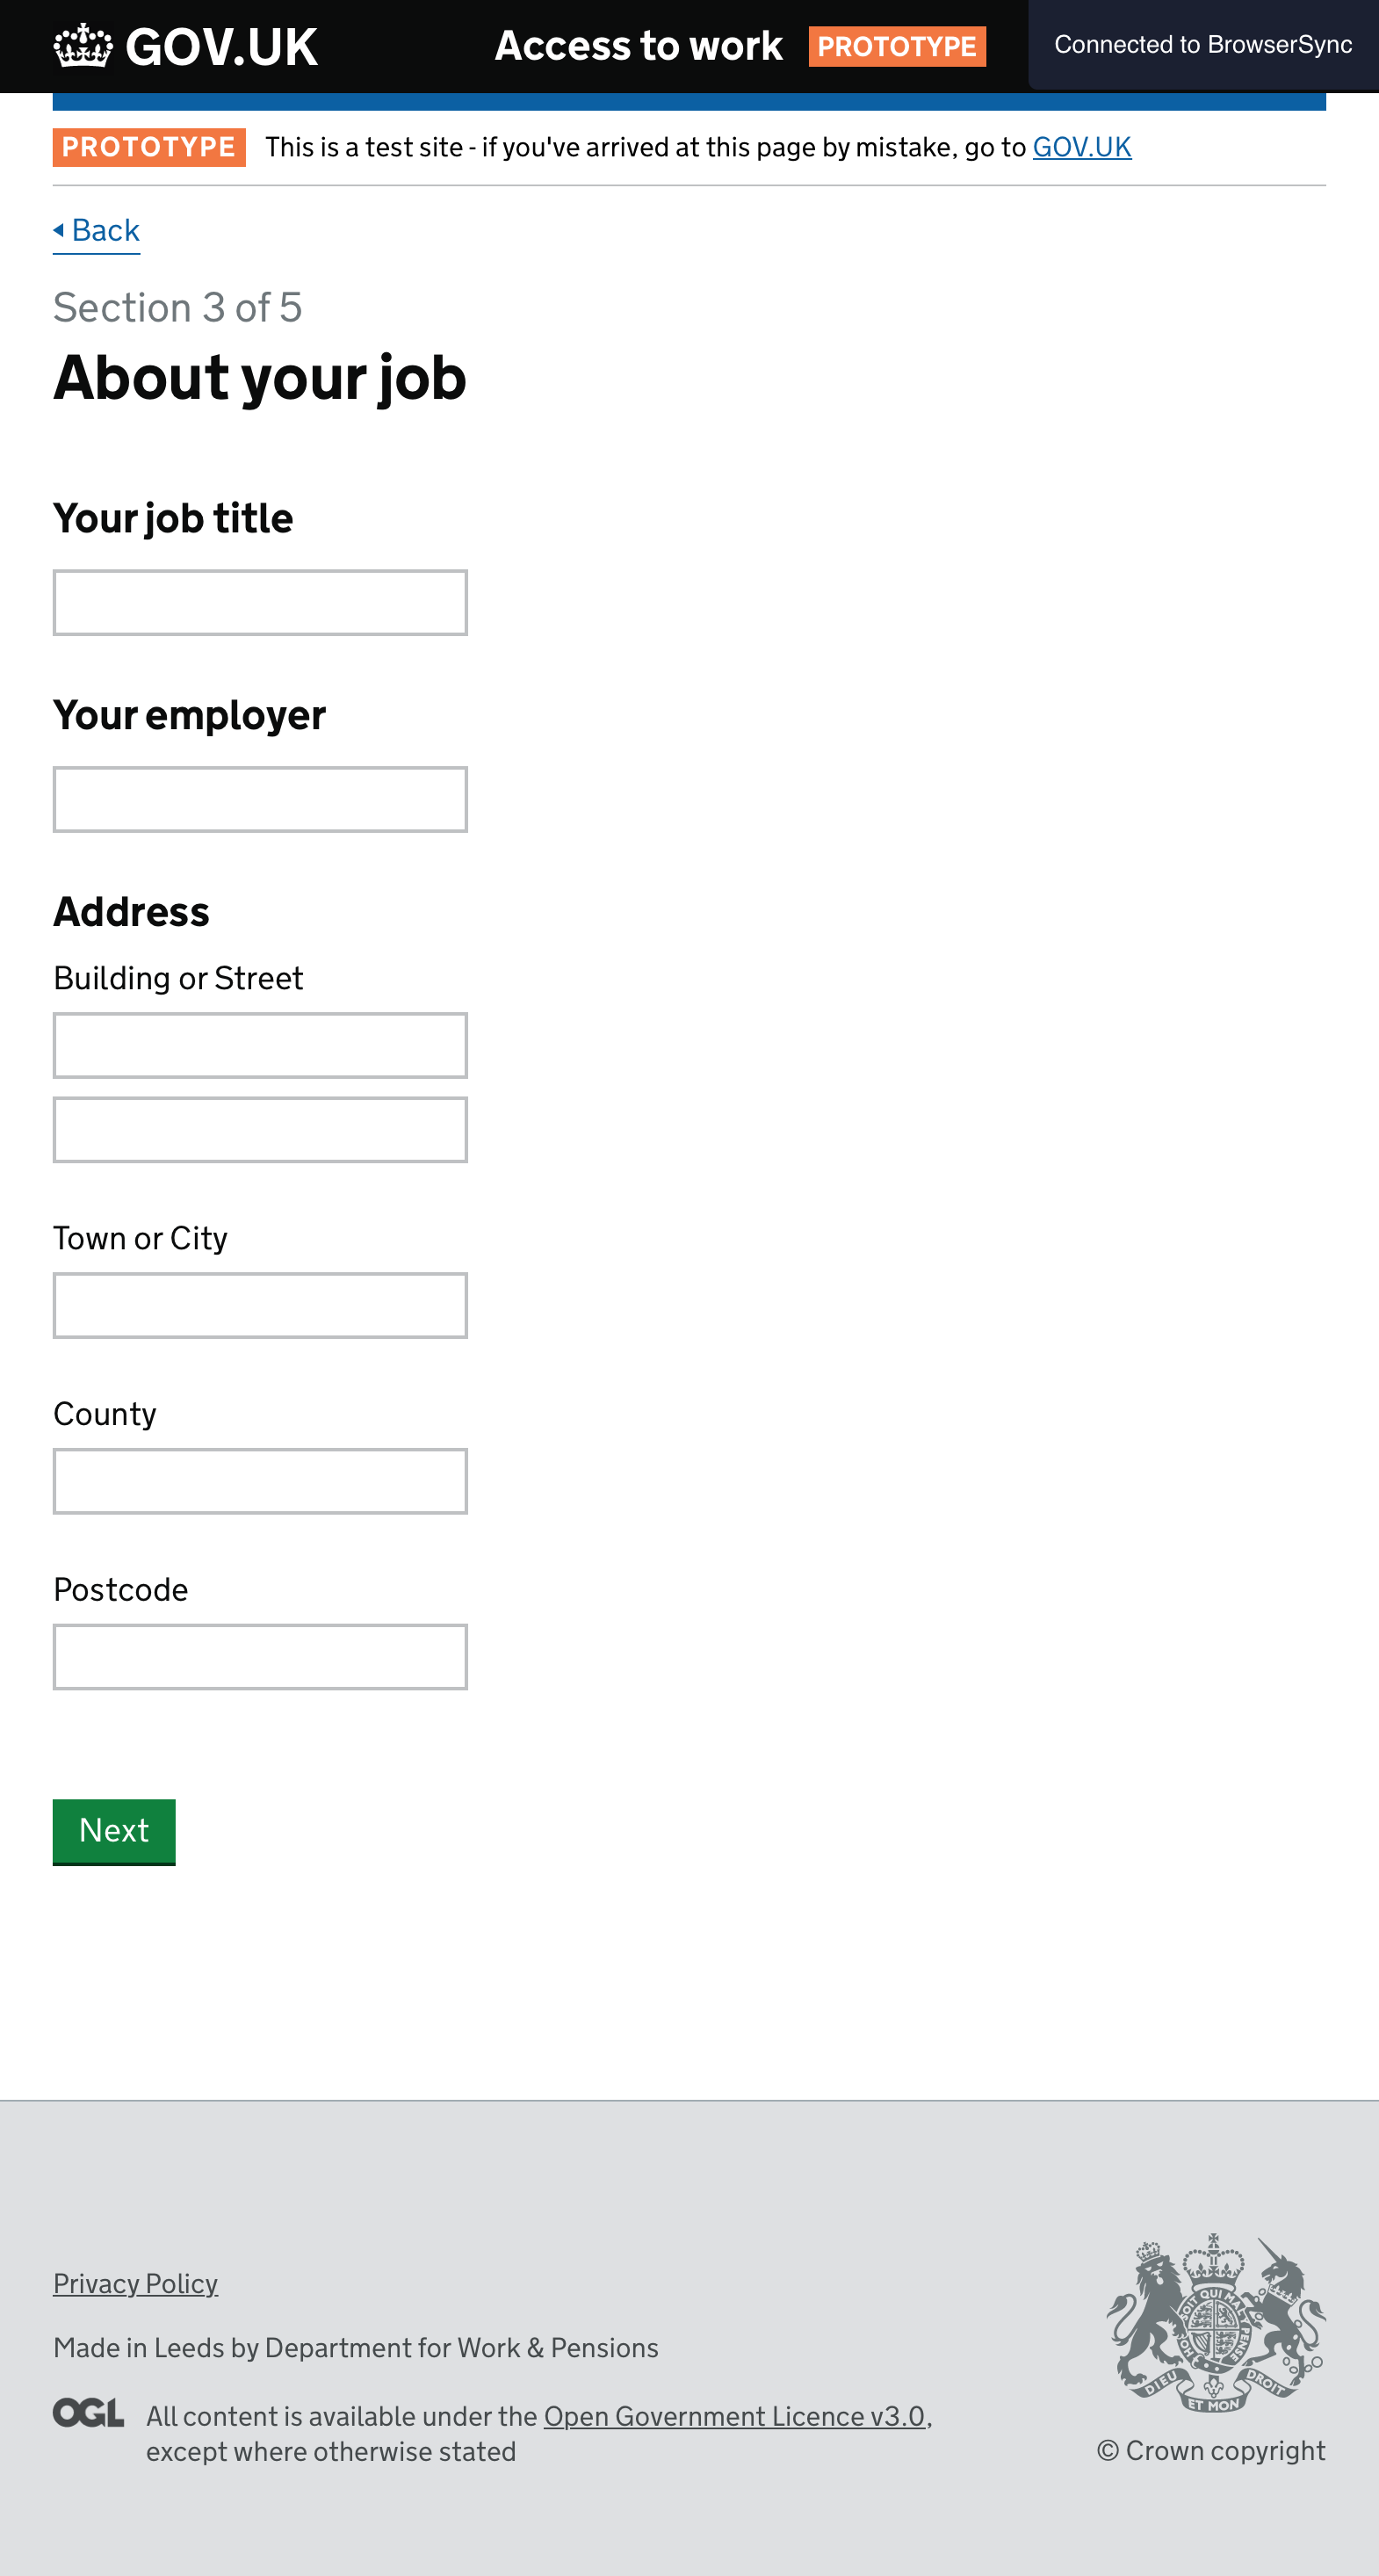 GOV.UK
Access to work PROTOTYPE
Connected to BrowserSync
PROTOTYPE This is a test site - if you've arrived at this page by mistake, go to GOV.UK
Back
Section 3 of 5
About your job
Your job title
Your employer
Address
Building or Street
Town or City
County
Postcode
Next
Privacy Policy
Made in Leeds by Department for Work & Pensions
OGL All content is available under the Open Government Licence v3.0,
except where otherwise stated
DIEU ET MON DROIT
© Crown copyright